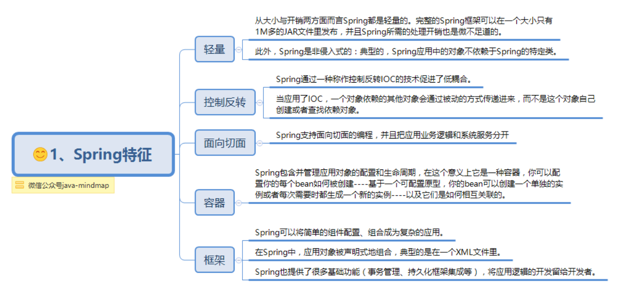 从大小与开销两方面而言Spring都是轻量的。完整的Spring框架可以在一个大小只有
1M多的JAR文件里发布，并且Spring所需的处理开销也是微不足道的。
轻量
此外，Spring是非侵入式的：典型的，Spring应用中的对象不依赖于Spring的特定类。
Spring通过一种称作控制反转IOC的技术促进了低耦合。
控制反转
当应用了IOC，一个对象依赖的其他对象会通过被动的方式传递进来，而不是这个对象自己
创建或者查找依赖对象。
面向切面
Spring支持面向切面的编程，并且把应用业务逻辑和系统服务分开
1、Spring特征
微信公众号java-mindmap
Spring包含并管理应用对象的配置和生命周期，在这个意义上它是一种容器，你可以配
置你的每个bean如何被创建----基于一个可配置原型，你的bean可以创建一个单独的实
例或者每次需要时都生成一个新的实例----以及它们是如何相互关联的。
容器
Spring可以将简单的组件配置、组合成为复杂的应用。
框架
在Spring中，应用对象被声明式地组合，典型的是在一个XML文件里。
Spring也提供了很多基础功能（事务管理、持久化框架集成等），将应用逻辑的开发留给开发者。